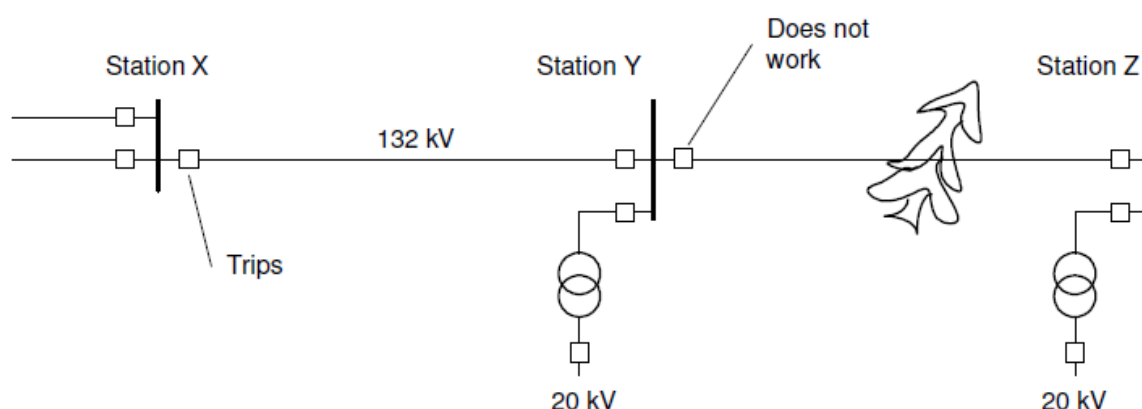 Does not
work
Station X
Station Y
Station Z
132 kV
Trips
20 kV
20 kV